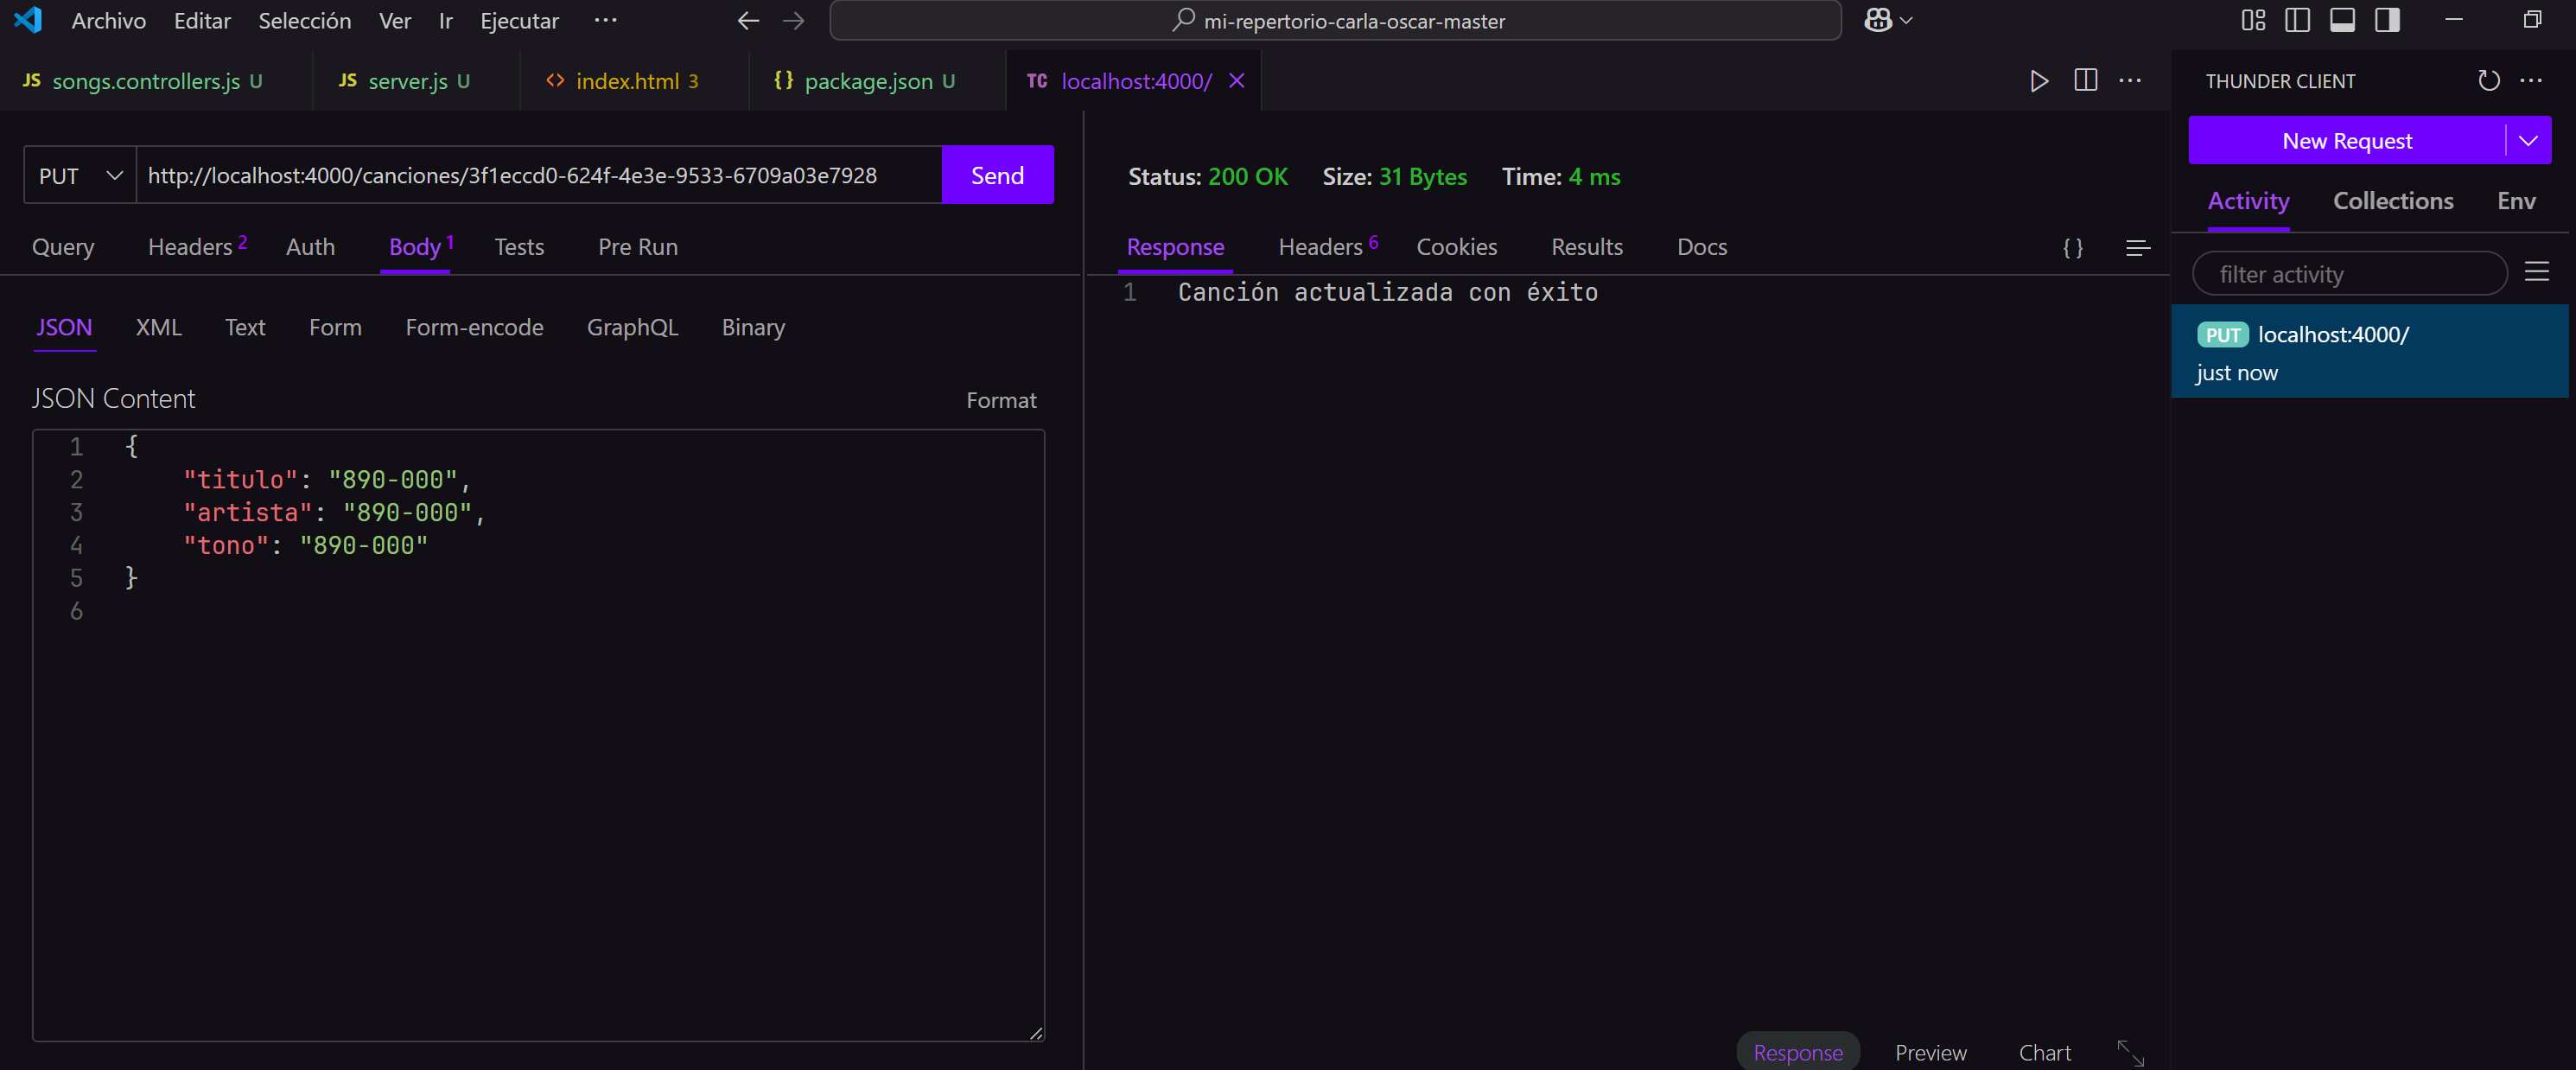 Archivo Editar Selección Ver Ir Ejecutar ··· mi-repertorio-carla-oscar-master
JS songs.controllers.js U JS server.js U <> index.html 3 {} package.json U TC localhost:4000/
THUNDER CLIENT
New Request
PUT http://localhost:4000/canciones/3f1eccd0-624f-4e3e-9533-6709a03e7928 Send
Status: 200 OK Size: 31 Bytes Time: 4 ms
Activity Collections Env
Query Headers 2 Auth Body 1 Tests Pre Run
Response Headers 6 Cookies Results Docs { }
filter activity
1 Canción actualizada con éxito
PUT localhost:4000/
just now
JSON XML Text Form Form-encode GraphQL Binary
JSON Content Format
1 {
2 "titulo": "890-000",
3 "artista": "890-000",
4 "tono": "890-000"
5 }
6
Response Preview Chart